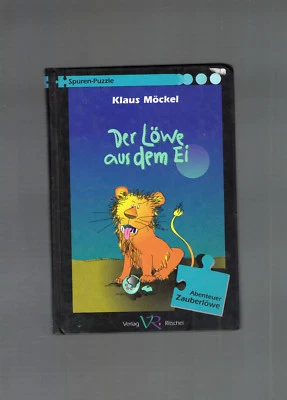 Spuren-Puzzle
Klaus Möckel
Der Löwe
aus dem Ei
Abenteuer
Zauberlöwe
Verlag VR Ritschel